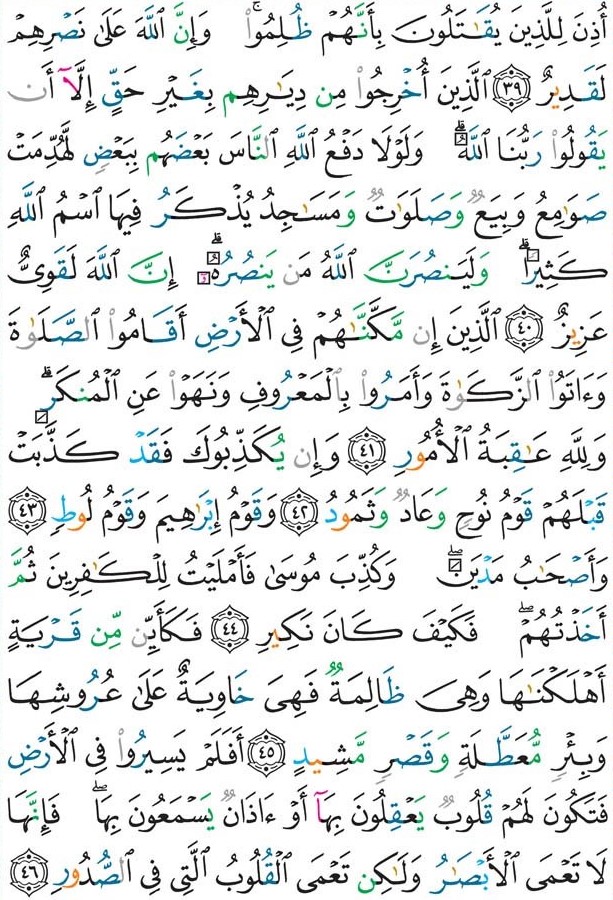 أُذِنَ لِلَّذِينَ يُقَٰتَلُونَ بِأَنَّهُمْ ظُلِمُوا۟ ۚ وَإِنَّ ٱللَّهَ عَلَىٰ نَصْرِهِمْ
لَقَدِيرٌ ﴿٣٩﴾ ٱلَّذِينَ أُخْرِجُوا۟ مِن دِيَٰرِهِم بِغَيْرِ حَقٍّ إِلَّآ أَن
يَقُولُوا۟ رَبُّنَا ٱللَّهُ ۗ وَلَوْلَا دَفْعُ ٱللَّهِ ٱلنَّاسَ بَعْضَهُم بِبَعْضٍ لَّهُدِّمَتْ
صَوَٰمِعُ وَبِيَعٌ وَصَلَوَٰتٌ وَمَسَٰجِدُ يُذْكَرُ فِيهَا ٱسْمُ ٱللَّهِ
كَثِيرًا ۗ وَلَيَنصُرَنَّ ٱللَّهُ مَن يَنصُرُهُۥٓ ۗ إِنَّ ٱللَّهَ لَقَوِىٌّ
عَزِيزٌ ﴿٤٠﴾ ٱلَّذِينَ إِن مَّكَّنَّٰهُمْ فِى ٱلْأَرْضِ أَقَامُوا۟ ٱلصَّلَوٰةَ
وَءَاتَوُا۟ ٱلزَّكَوٰةَ وَأَمَرُوا۟ بِٱلْمَعْرُوفِ وَنَهَوْا۟ عَنِ ٱلْمُنكَرِ ۗ
وَلِلَّهِ عَٰقِبَةُ ٱلْأُمُورِ ﴿٤١﴾ وَإِن يُكَذِّبُوكَ فَقَدْ كَذَّبَتْ
قَبْلَهُمْ قَوْمُ نُوحٍ وَعَادٌ وَثَمُودُ ﴿٤٢﴾ وَقَوْمُ إِبْرَٰهِيمَ وَقَوْمُ لُوطٍ ﴿٤٣﴾
وَأَصْحَٰبُ مَدْيَنَ ۖ وَكُذِّبَ مُوسَىٰ فَأَمْلَيْتُ لِلْكَٰفِرِينَ ثُمَّ
أَخَذْتُهُمْ ۖ فَكَيْفَ كَانَ نَكِيرِ ﴿٤٤﴾ فَكَأَيِّن مِّن قَرْيَةٍ
أَهْلَكْنَٰهَا وَهِىَ ظَالِمَةٌ فَهِىَ خَاوِيَةٌ عَلَىٰ عُرُوشِهَا
وَبِئْرٍ مُّعَطَّلَةٍ وَقَصْرٍ مَّشِيدٍ ﴿٤٥﴾ أَفَلَمْ يَسِيرُوا۟ فِى ٱلْأَرْضِ
فَتَكُونَ لَهُمْ قُلُوبٌ يَعْقِلُونَ بِهَآ أَوْ ءَاذَانٌ يَسْمَعُونَ بِهَا ۖ فَإِنَّهَا
لَا تَعْمَى ٱلْأَبْصَٰرُ وَلَٰكِن تَعْمَى ٱلْقُلُوبُ ٱلَّتِى فِى ٱلصُّدُورِ ﴿٤٦﴾